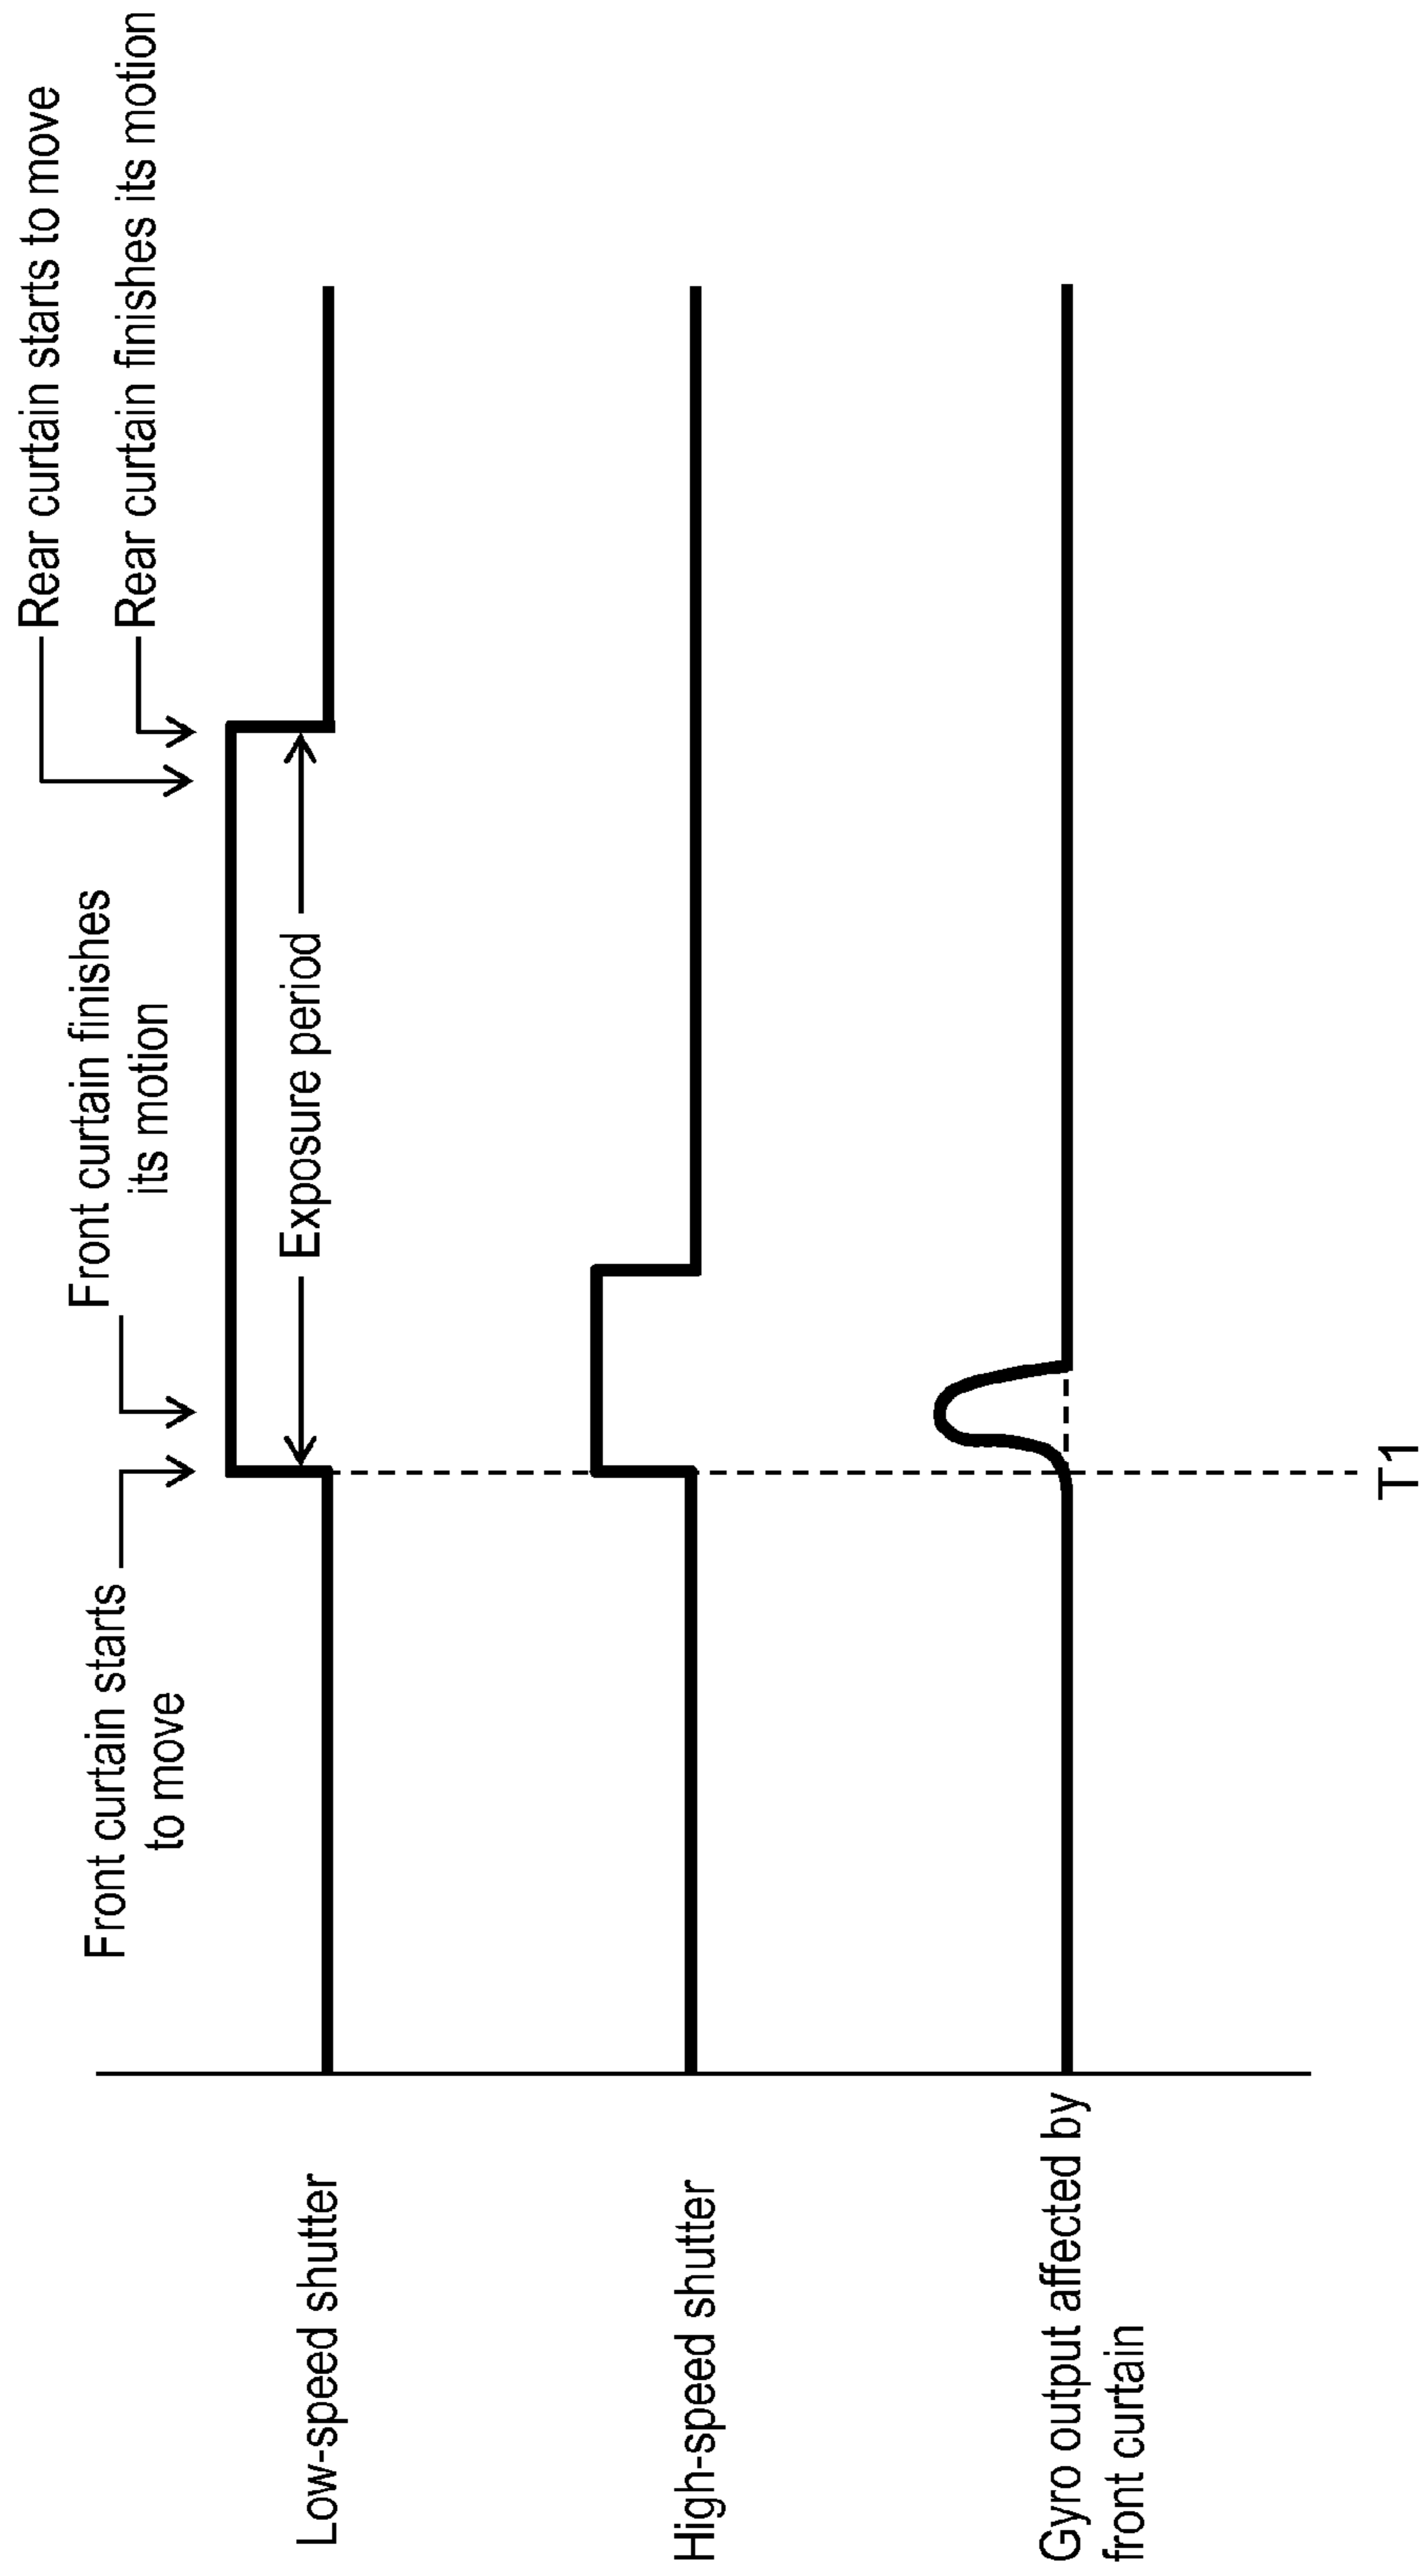 Rear curtain starts to move
Rear curtain finishes its motion
Front curtain finishes
its motion
Front curtain starts
to move
Exposure period
Low-speed shutter
High-speed shutter
Gyro output affected by
front curtain
T1